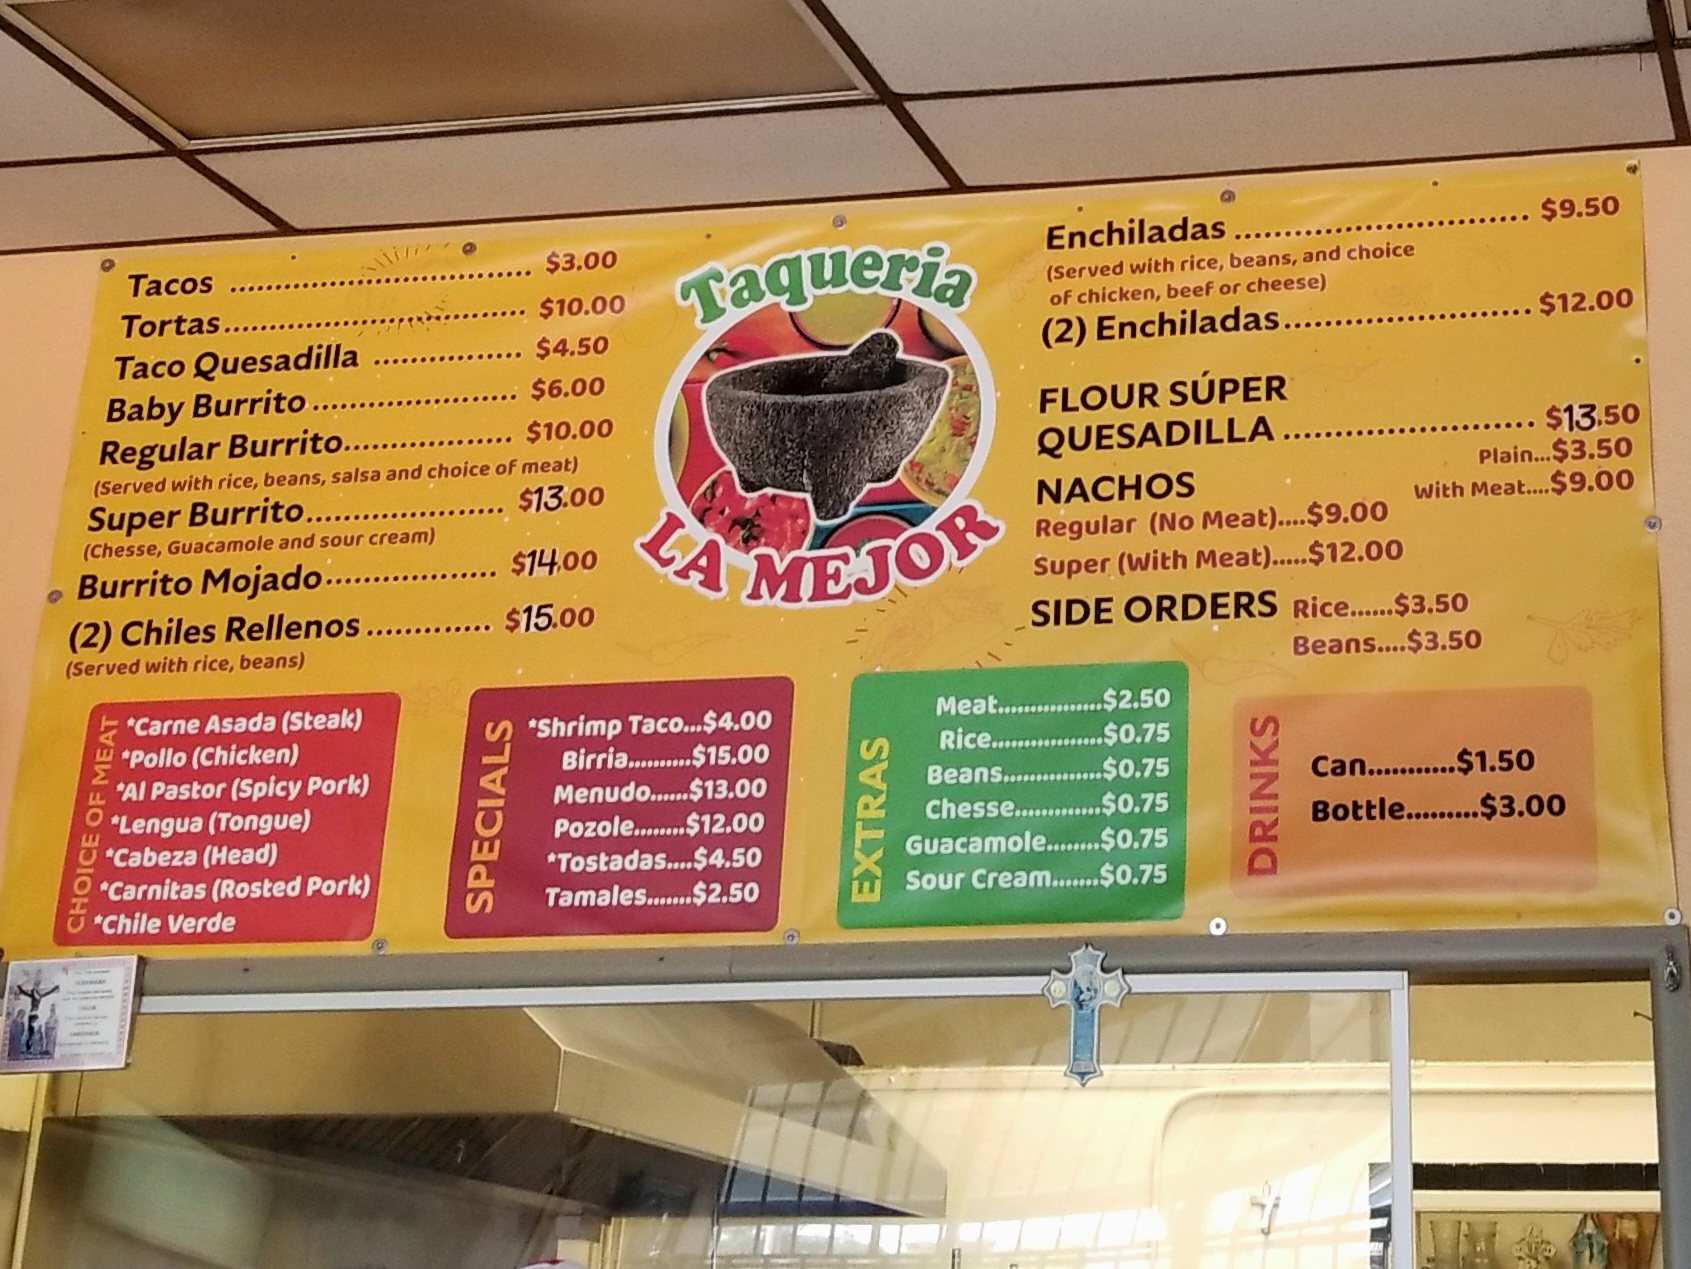 Tacos .............................. $3.00
Tortas.............................. $10.00
Taco Quesadilla ............... $4.50
Baby Burrito .................... $6.00
Regular Burrito................ $10.00
(Served with rice, beans, salsa and choice of meat)
Super Burrito................... $13.00
(Chesse, Guacamole and sour cream)
Burrito Mojado................ $14.00
(2) Chiles Rellenos ............ $15.00
(Served with rice, beans)
Taqueria
LA MEJOR
Enchiladas .............................. $9.50
(Served with rice, beans, and choice
of chicken, beef or cheese)
(2) Enchiladas......................... $12.00
FLOUR SÚPER
QUESADILLA ......................... $13.50
Plain...$3.50
With Meat....$9.00
NACHOS
Regular (No Meat)....$9.00
Super (With Meat).....$12.00
SIDE ORDERS Rice......$3.50
Beans....$3.50
CHOICE OF MEAT
*Carne Asada (Steak)
*Pollo (Chicken)
*Al Pastor (Spicy Pork)
*Lengua (Tongue)
*Cabeza (Head)
*Carnitas (Rosted Pork)
*Chile Verde
SPECIALS
*Shrimp Taco...$4.00
Birria..........$15.00
Menudo......$13.00
Pozole........$12.00
*Tostadas....$4.50
Tamales.......$2.50
EXTRAS
Meat................$2.50
Rice.................$0.75
Beans...............$0.75
Chesse.............$0.75
Guacamole........$0.75
Sour Cream.......$0.75
DRINKS
Can...........$1.50
Bottle.........$3.00